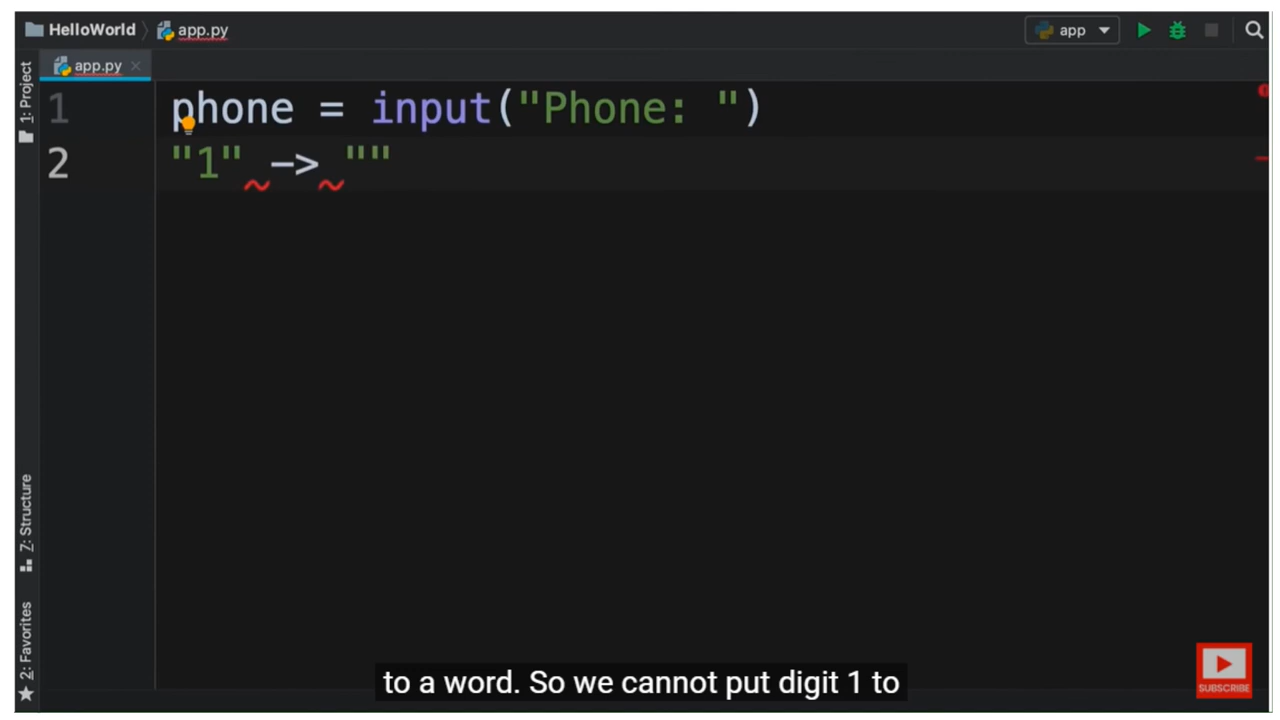 HelloWorld app.py
app
app.py
1: Project
1 phone = input("Phone: ")
2 "1" -> ""
Z: Structure
2: Favorites
to a word. So we cannot put digit 1 to
SUBSCRIBE